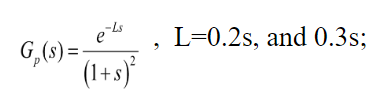 G_p(s) = e^{-Ls} / (1+s)^2 , L=0.2s, and 0.3s;